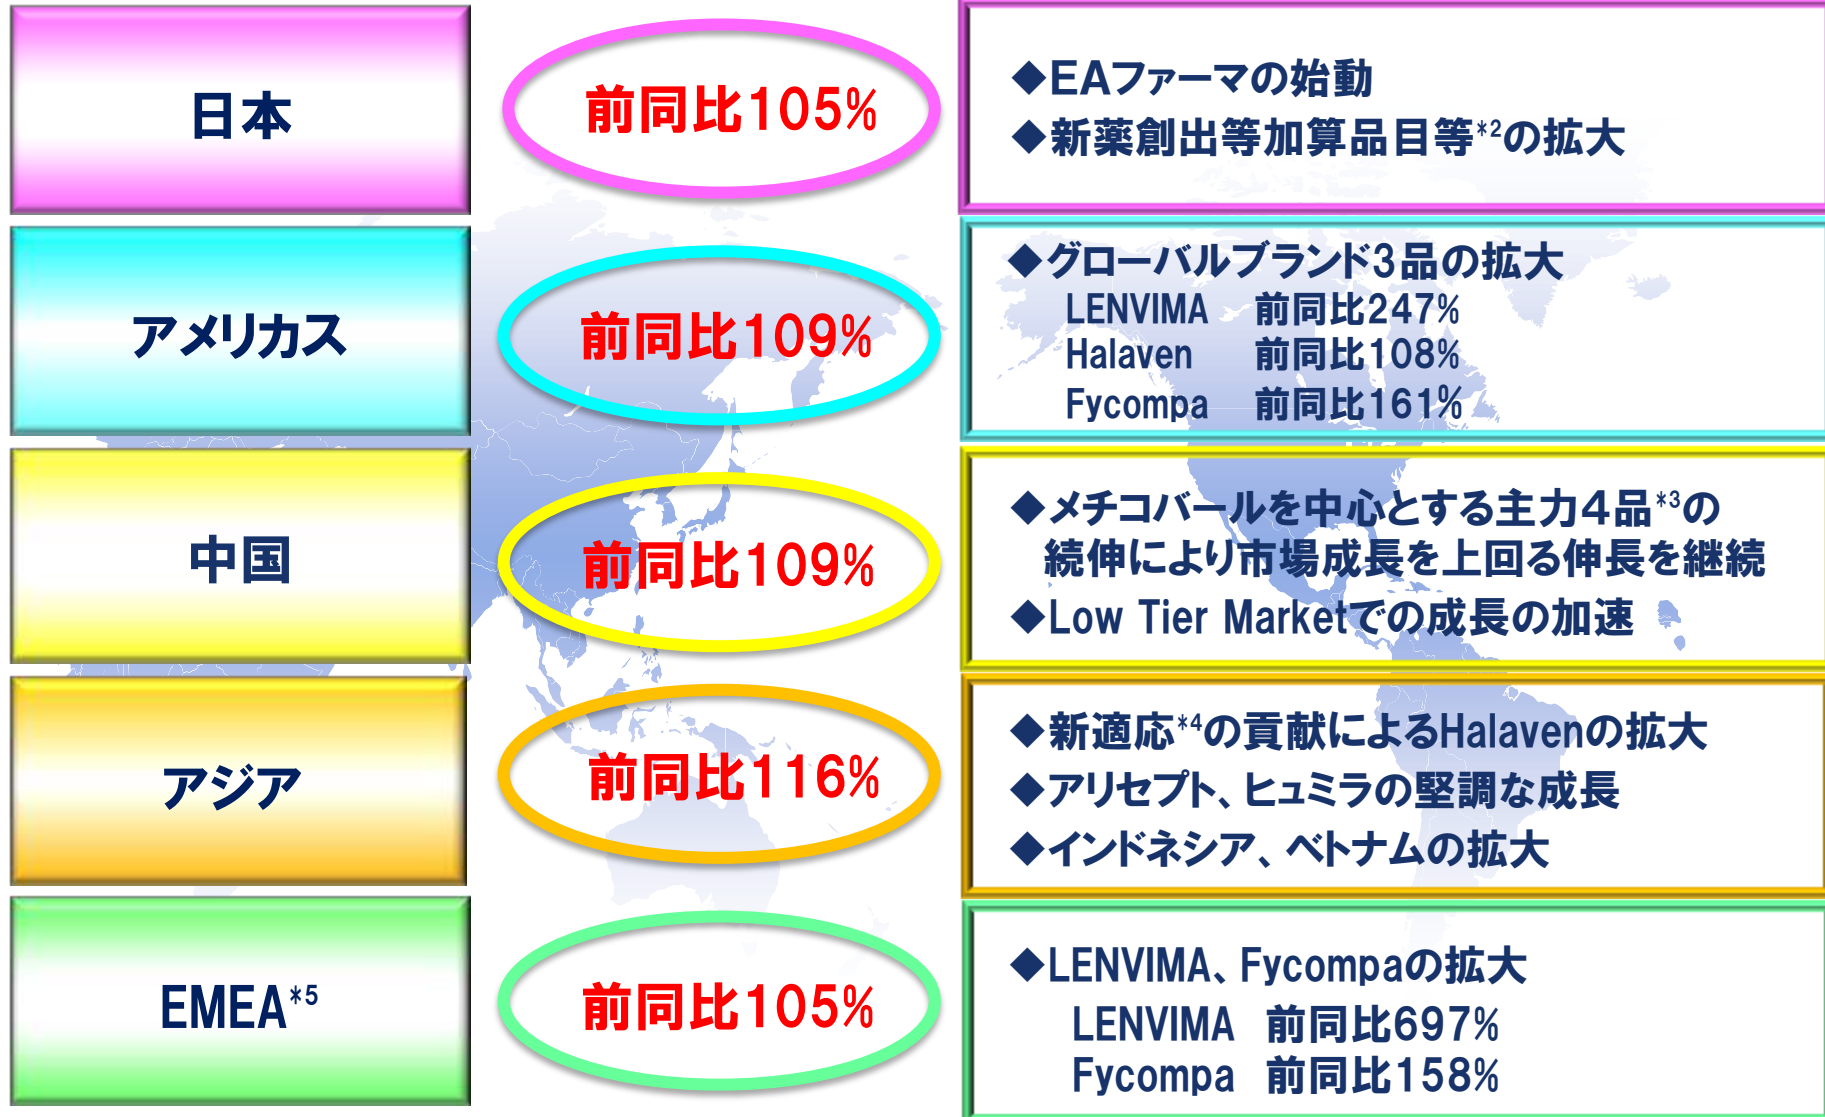 日本
前同比105%
◆EAファーマの始動
◆新薬創出等加算品目等*2の拡大
アメリカス
前同比109%
◆グローバルブランド3品の拡大
LENVIMA 前同比247%
Halaven 前同比108%
Fycompa 前同比161%
中国
前同比109%
◆メチコバールを中心とする主力4品*3の
続伸により市場成長を上回る伸長を継続
◆Low Tier Marketでの成長の加速
アジア
前同比116%
◆新適応*4の貢献によるHalavenの拡大
◆アリセプト、ヒュミラの堅調な成長
◆インドネシア、ベトナムの拡大
EMEA*5
前同比105%
◆LENVIMA、Fycompaの拡大
LENVIMA 前同比697%
Fycompa 前同比158%